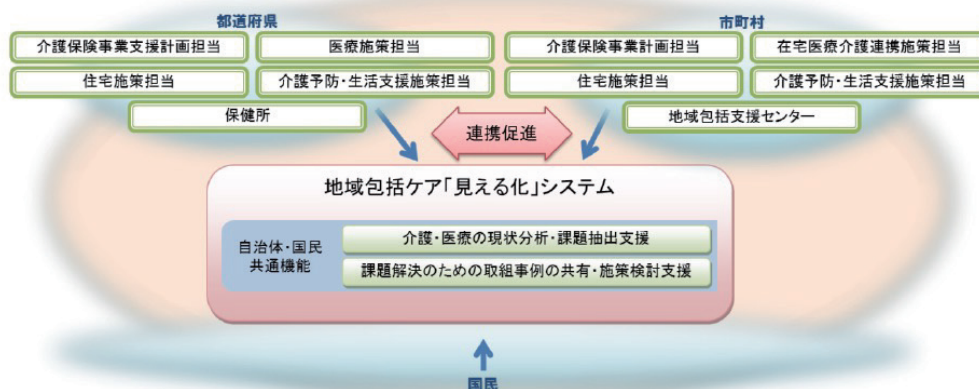 都道府県
市町村
介護保険事業支援計画担当
医療施策担当
介護保険事業計画担当
在宅医療介護連携施策担当
住宅施策担当
介護予防・生活支援施策担当
住宅施策担当
介護予防・生活支援施策担当
保健所
地域包括支援センター
連携促進
地域包括ケア「見える化」システム
自治体・国民
共通機能
介護・医療の現状分析・課題抽出支援
課題解決のための取組事例の共有・施策検討支援
国民